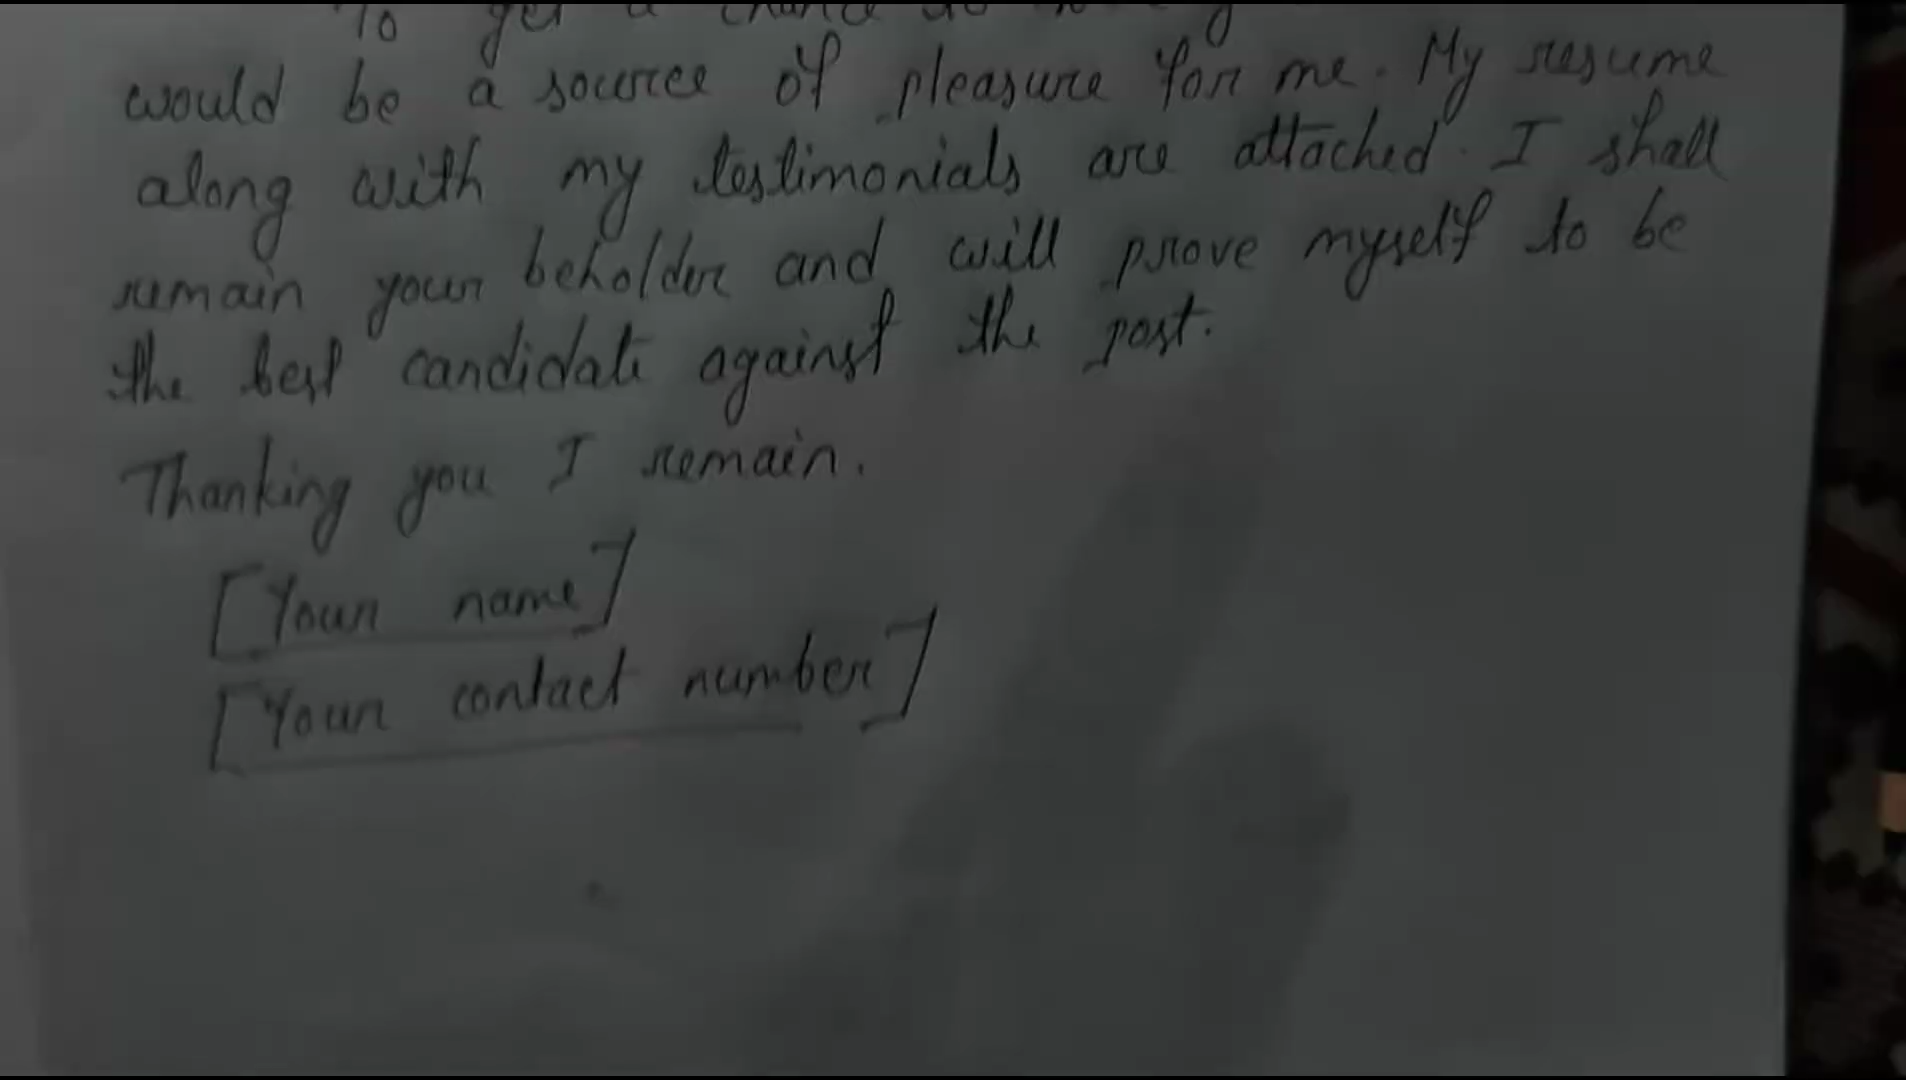 To get a
would be a source of pleasure for me. My resume
along with my testimonials are attached. I shall
remain your beholder and will prove myself to be
the best candidate against the post.
Thanking you I remain.
[Your name]
[Your contact number]